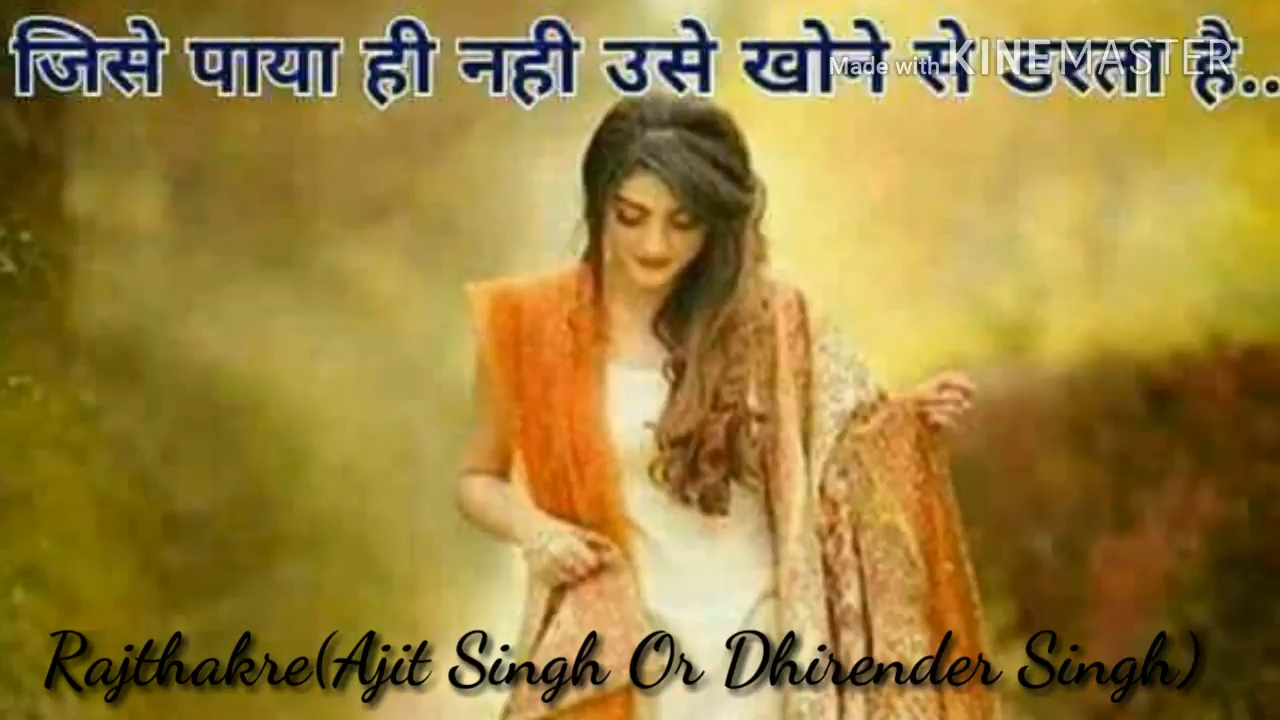 जिसे पाया ही नही उसे खोने से डरता है..
Made with KINEMASTER
Rajthakre(Ajit Singh Or Dhirender Singh)